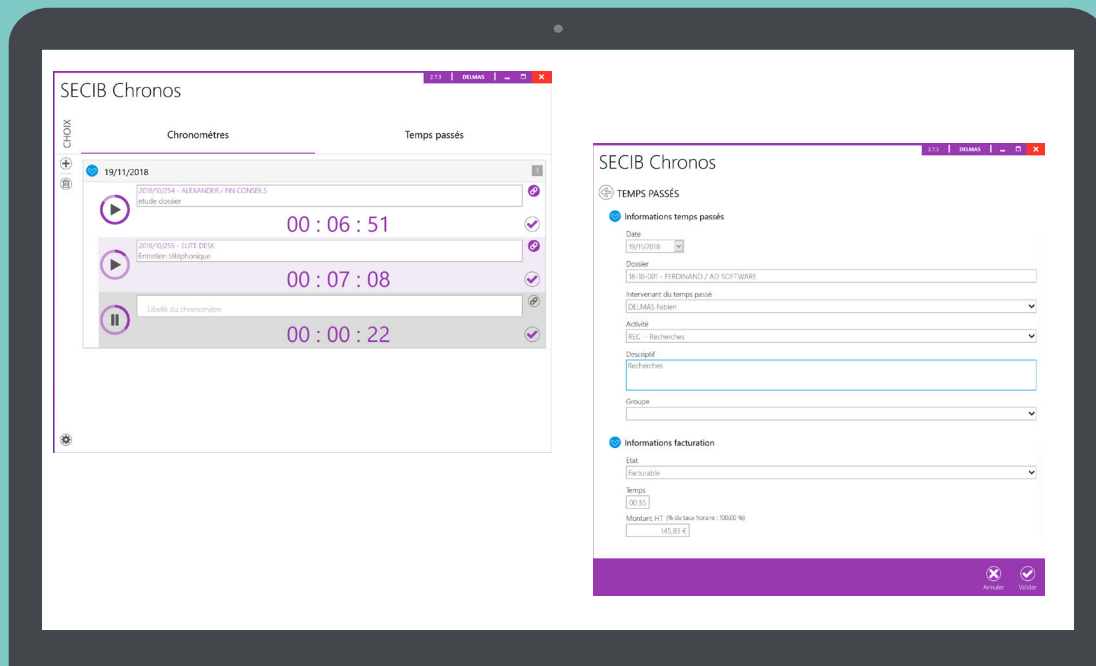 2.7.3 | DELMAS
SECIB Chronos
CHOIX
Chronomètres
Temps passés
19/11/2018
1
2018/10/254 - ALEXANDER / PIN CONSEILS
etude dossier
00 : 06 : 51
2018/10/255 - ELITE DESK
Entretien téléphonique
00 : 07 : 08
Libellé du chronomètre
00 : 00 : 22
2.7.3 | DELMAS
SECIB Chronos
TEMPS PASSÉS
Informations temps passés
Date
19/11/2018
Dossier
18-10-001 - FERDINAND / AD SOFTWARE
Intervenant du temps passé
DELMAS Fabien
Activité
REC - Recherches
Descriptif
Recherches
Groupe
Informations facturation
Etat
Facturable
Temps
00:35
Montant HT (% du taux horaire : 100,00 %)
145,83 €
Annuler
Valider